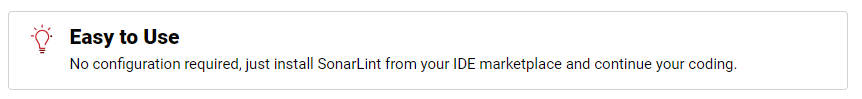 Easy to Use
No configuration required, just install SonarLint from your IDE marketplace and continue your coding.